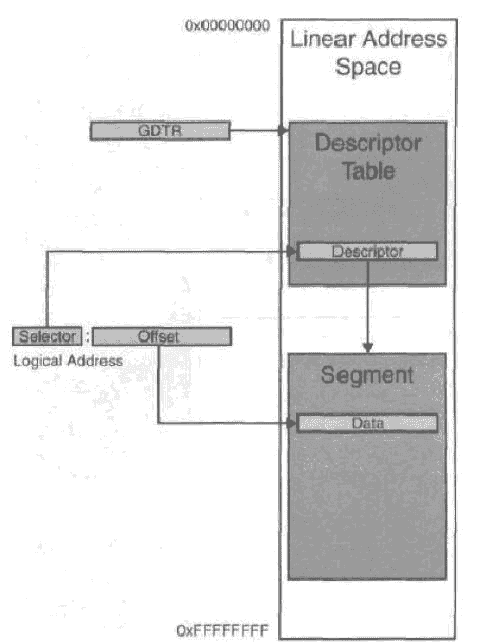 0x00000000
Linear Address
Space
GDTR
Descriptor
Table
Descriptor
Selector : Offset
Logical Address
Segment
Data
0xFFFFFFFF